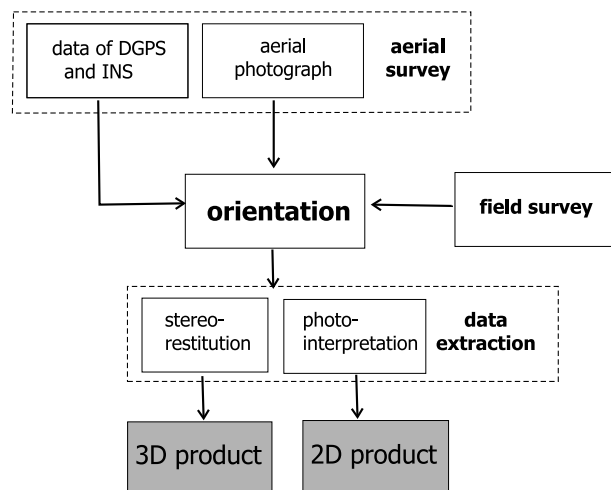 data of DGPS
and INS
aerial
photograph
aerial
survey
orientation
field survey
stereo-
restitution
photo-
interpretation
data
extraction
3D product
2D product